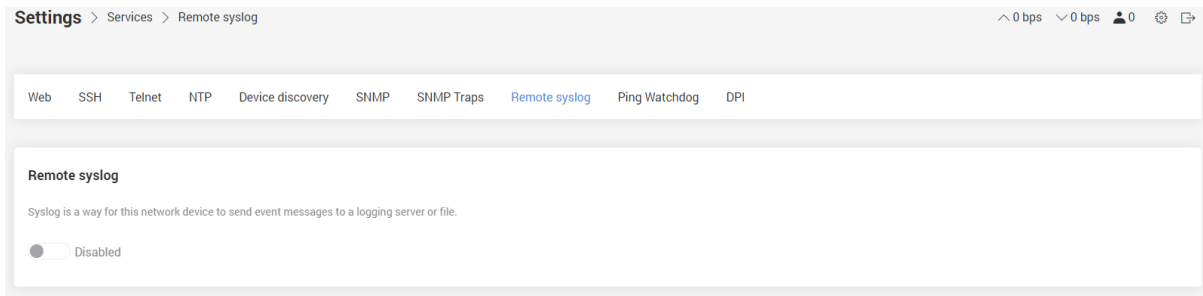 Settings > Services > Remote syslog 0 bps 0 bps 0
Web SSH Telnet NTP Device discovery SNMP SNMP Traps Remote syslog Ping Watchdog DPI
Remote syslog
Syslog is a way for this network device to send event messages to a logging server or file.
Disabled